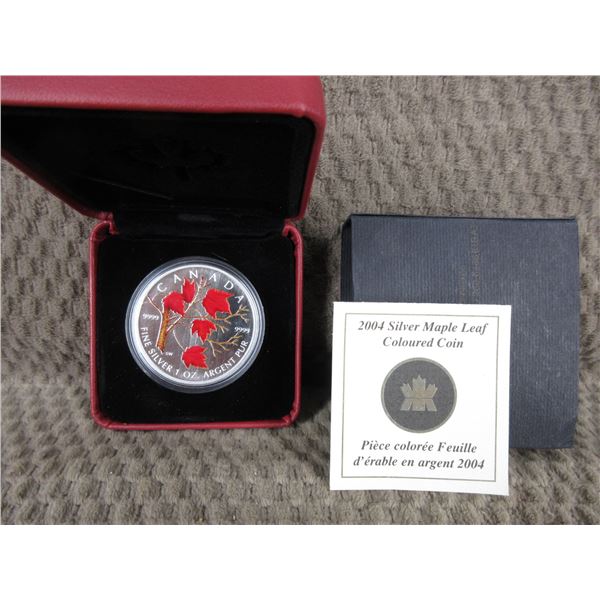 CANADA
9999
9999
FINE SILVER 1 OZ. ARGENT PUR
2004 Silver Maple Leaf
Coloured Coin
Pièce colorée Feuille
d'érable en argent 2004